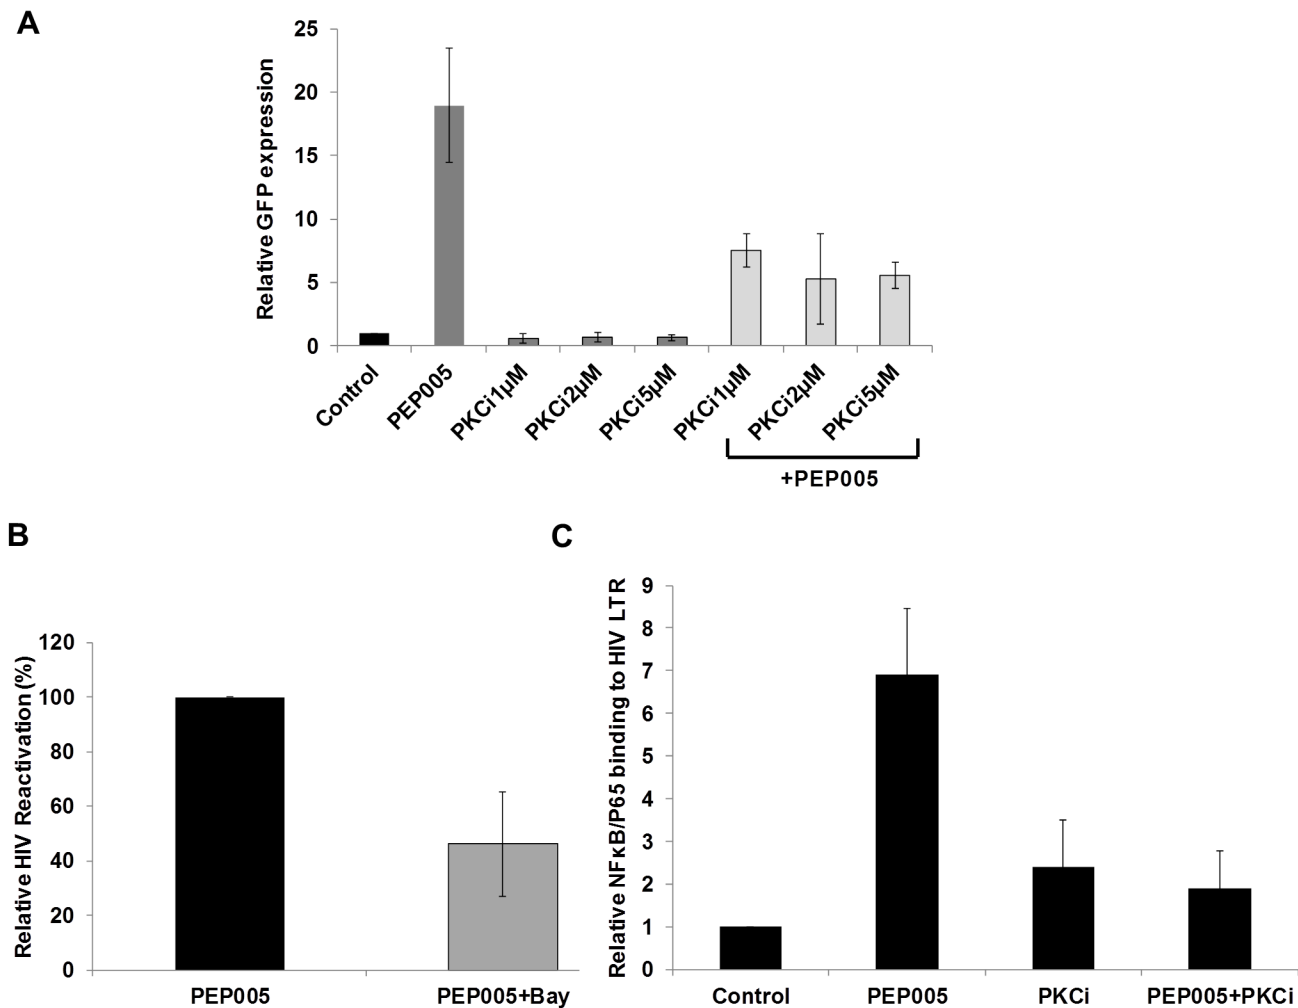 A
Relative GFP expression
25
20
15
10
5
0
Control
PEP005
PKCi1µM
PKCi2µM
PKCi5µM
PKCi1µM
PKCi2µM
PKCi5µM
+PEP005
B
Relative HIV Reactivation (%)
120
100
80
60
40
20
0
PEP005
PEP005+Bay
C
Relative NFκB/P65 binding to HIV LTR
9
8
7
6
5
4
3
2
1
0
Control
PEP005
PKCi
PEP005+PKCi